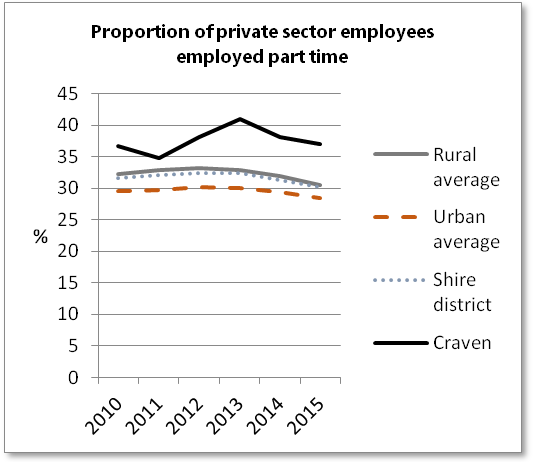 Proportion of private sector employees
employed part time
45
40
35
30
25
20
15
10
5
0
%
2010
2011
2012
2013
2014
2015
Rural
average
Urban
average
Shire
district
Craven